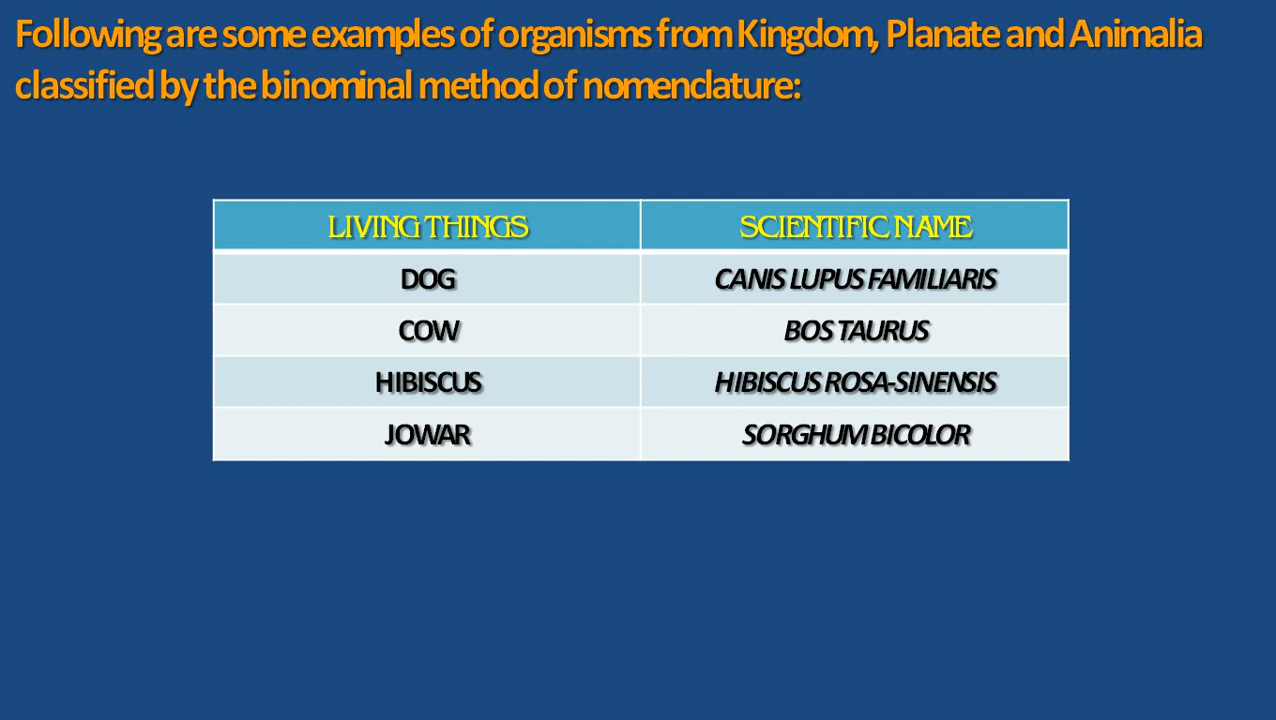 Following are some examples of organisms from Kingdom, Planate and Animalia
classified by the binominal method of nomenclature:
LIVING THINGS SCIENTIFIC NAME
DOG CANIS LUPUS FAMILIARIS
COW BOS TAURUS
HIBISCUS HIBISCUS ROSA-SINENSIS
JOWAR SORGHUM BICOLOR